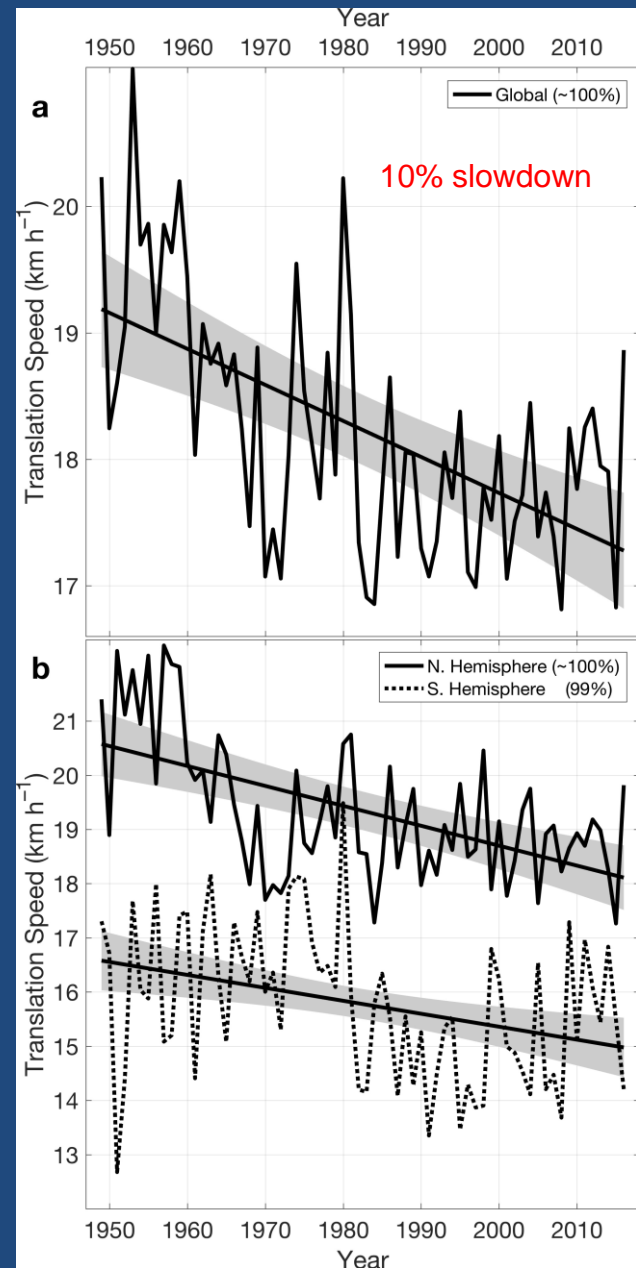 Year
1950 1960 1970 1980 1990 2000 2010
a
Global (~100%)
10% slowdown
20
19
18
17
Translation Speed (km h⁻¹)
b
N. Hemisphere (~100%)
S. Hemisphere (99%)
21
20
19
18
17
16
15
14
13
Translation Speed (km h⁻¹)
1950 1960 1970 1980 1990 2000 2010
Year